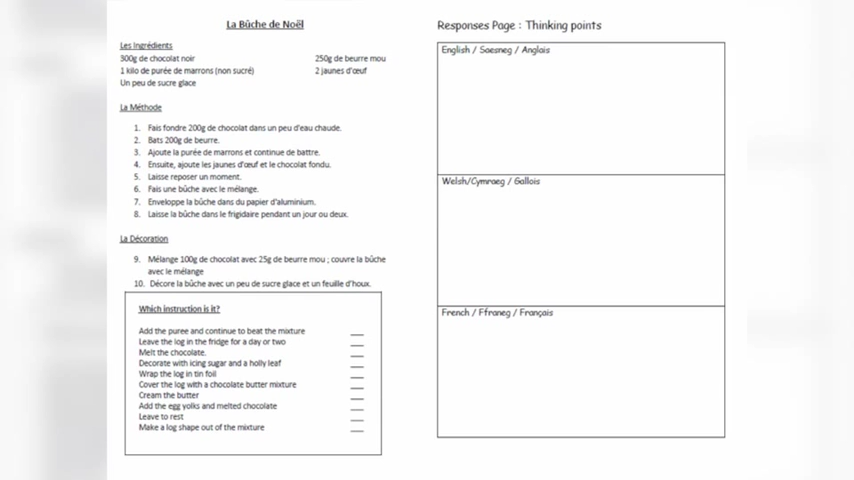 La Bûche de Noël
Les Ingrédients
300g de chocolat noir 250g de beurre mou
1 kilo de purée de marrons (non sucré) 2 jaunes d'œuf
Un peu de sucre glace
La Méthode
1. Fais fondre 200g de chocolat dans un peu d'eau chaude.
2. Bats 200g de beurre.
3. Ajoute la purée de marrons et continue de battre.
4. Ensuite, ajoute les jaunes d'œuf et le chocolat fondu.
5. Laisse reposer un moment.
6. Fais une bûche avec le mélange.
7. Enveloppe la bûche dans du papier d'aluminium.
8. Laisse la bûche dans le frigidaire pendant un jour ou deux.
La Décoration
9. Mélange 100g de chocolat avec 25g de beurre mou ; couvre la bûche
avec le mélange
10. Décore la bûche avec un peu de sucre glace et un feuille d'houx.
Which instruction is it?
Add the puree and continue to beat the mixture ___
Leave the log in the fridge for a day or two ___
Melt the chocolate. ___
Decorate with icing sugar and a holly leaf ___
Wrap the log in tin foil ___
Cover the log with a chocolate butter mixture ___
Cream the butter ___
Add the egg yolks and melted chocolate ___
Leave to rest ___
Make a log shape out of the mixture ___
Responses Page : Thinking points
English / Saesneg / Anglais
Welsh/Cymraeg / Gallois
French / Ffraneg / Français